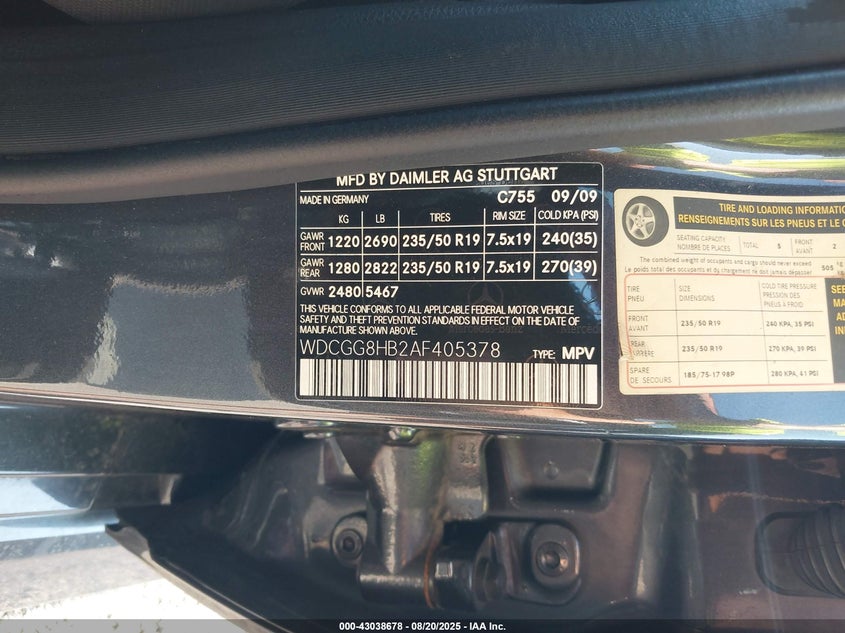 MFD BY DAIMLER AG STUTTGART
MADE IN GERMANY C755 09/09
KG LB TIRES RIM SIZE COLD KPA (PSI)
GAWR FRONT 1220 2690 235/50 R19 7.5x19 240(35)
GAWR REAR 1280 2822 235/50 R19 7.5x19 270(39)
GVWR 2480 5467
THIS VEHICLE CONFORMS TO ALL APPLICABLE FEDERAL MOTOR VEHICLE
SAFETY AND THEFT PREVENTION STANDARDS IN EFFECT
ON THE DATE OF MANUFACTURE SHOWN ABOVE
WDCGG8HB2AF405378 TYPE: MPV
TIRE AND LOADING INFORMATIO
RENSEIGNEMENTS SUR LES PNEUS ET LE C
SEATING CAPACITY TOTAL 5 FRONT 2
NOMBRE DE PLACES AVANT
The combined weight of occupants and cargo should never exceed 505 kg
Le poids total des occupants et du chargement ne doit jamais dépasser
TIRE SIZE COLD TIRE PRESSURE
PNEU DIMENSIONS PRESSION DES PNEUS À FROID
FRONT AVANT 235/50 R19 240 KPA, 35 PSI
REAR 235/50 R19 270 KPA, 39 PSI
SPARE DE SECOURS 185/75-17 98P 280 KPA, 41 PSI
SEE
MA
AD
INF
000-43038678 - 08/20/2025 - IAA Inc.